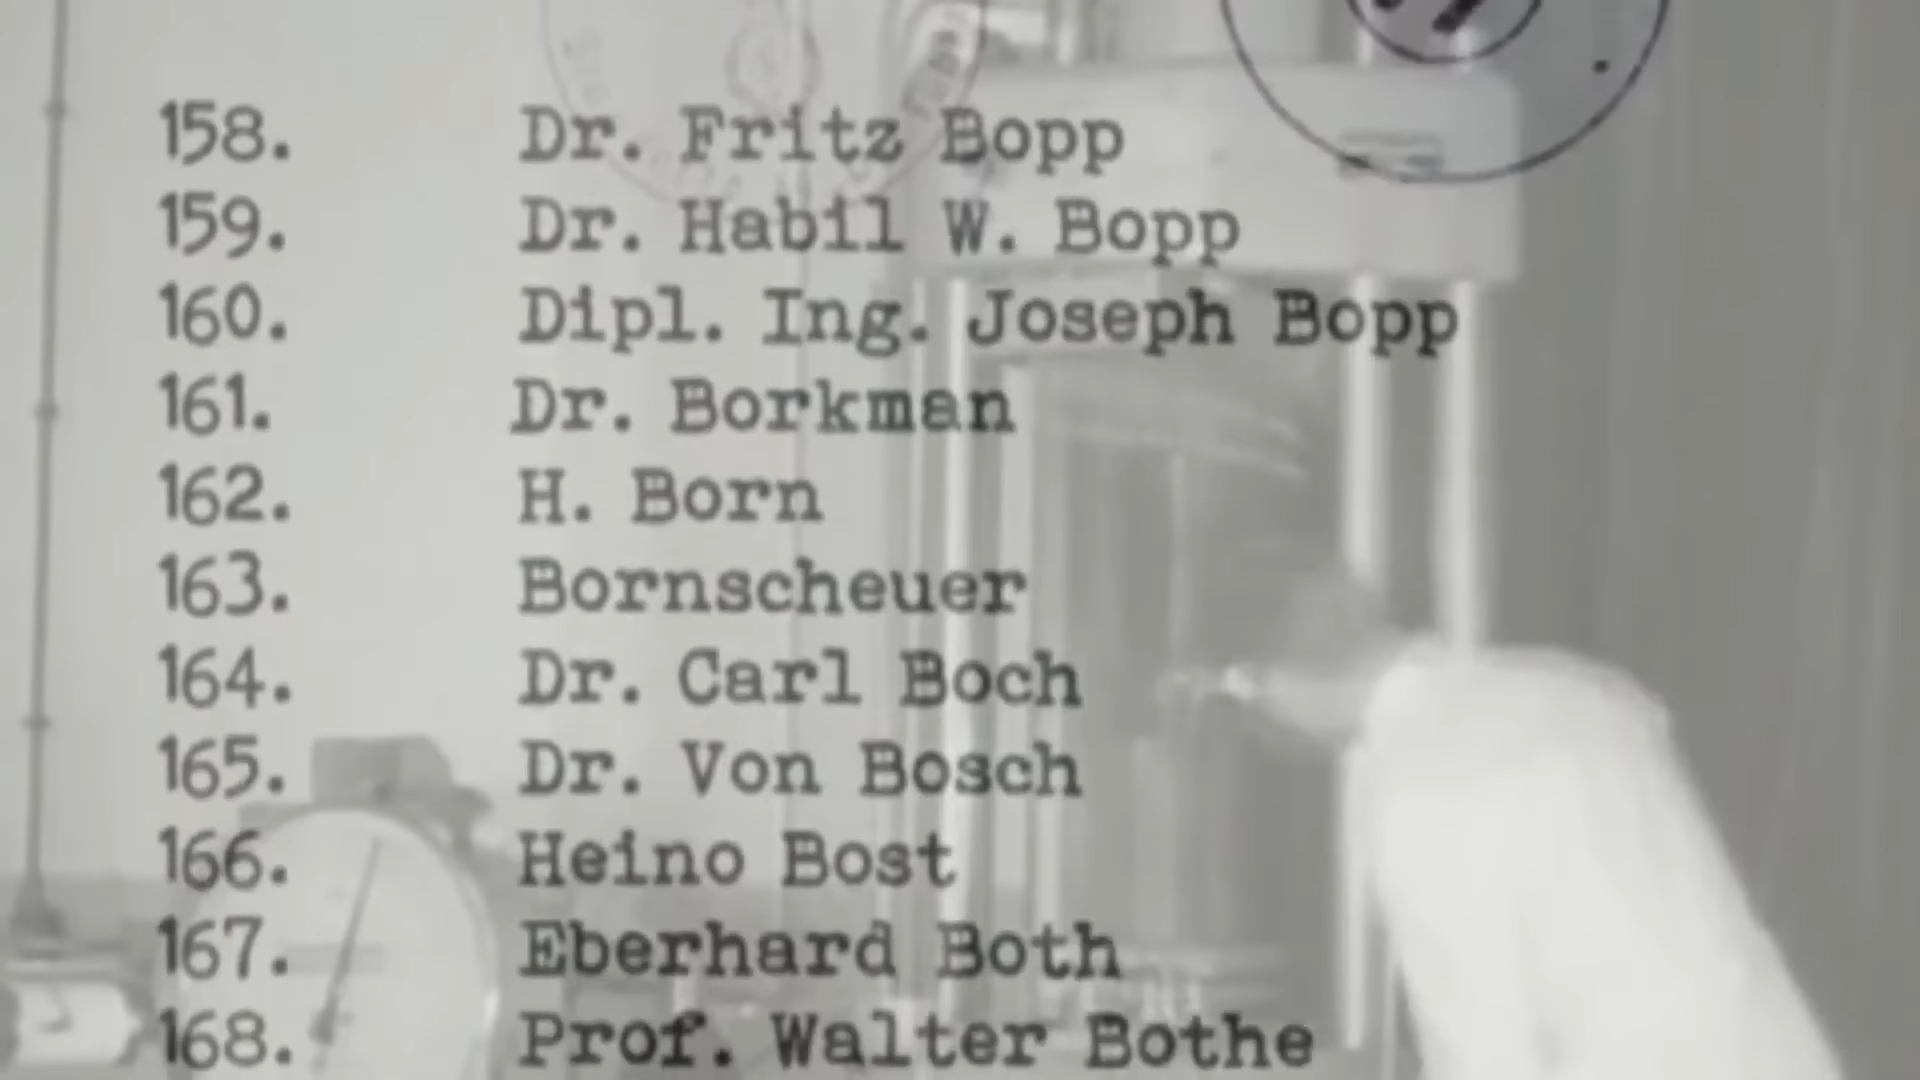 158. Dr. Fritz Bopp
159. Dr. Habil W. Bopp
160. Dipl. Ing. Joseph Bopp
161. Dr. Borkman
162. H. Born
163. Bornscheuer
164. Dr. Carl Boch
165. Dr. Von Bosch
166. Heino Bost
167. Eberhard Both
168. Prof. Walter Bothe